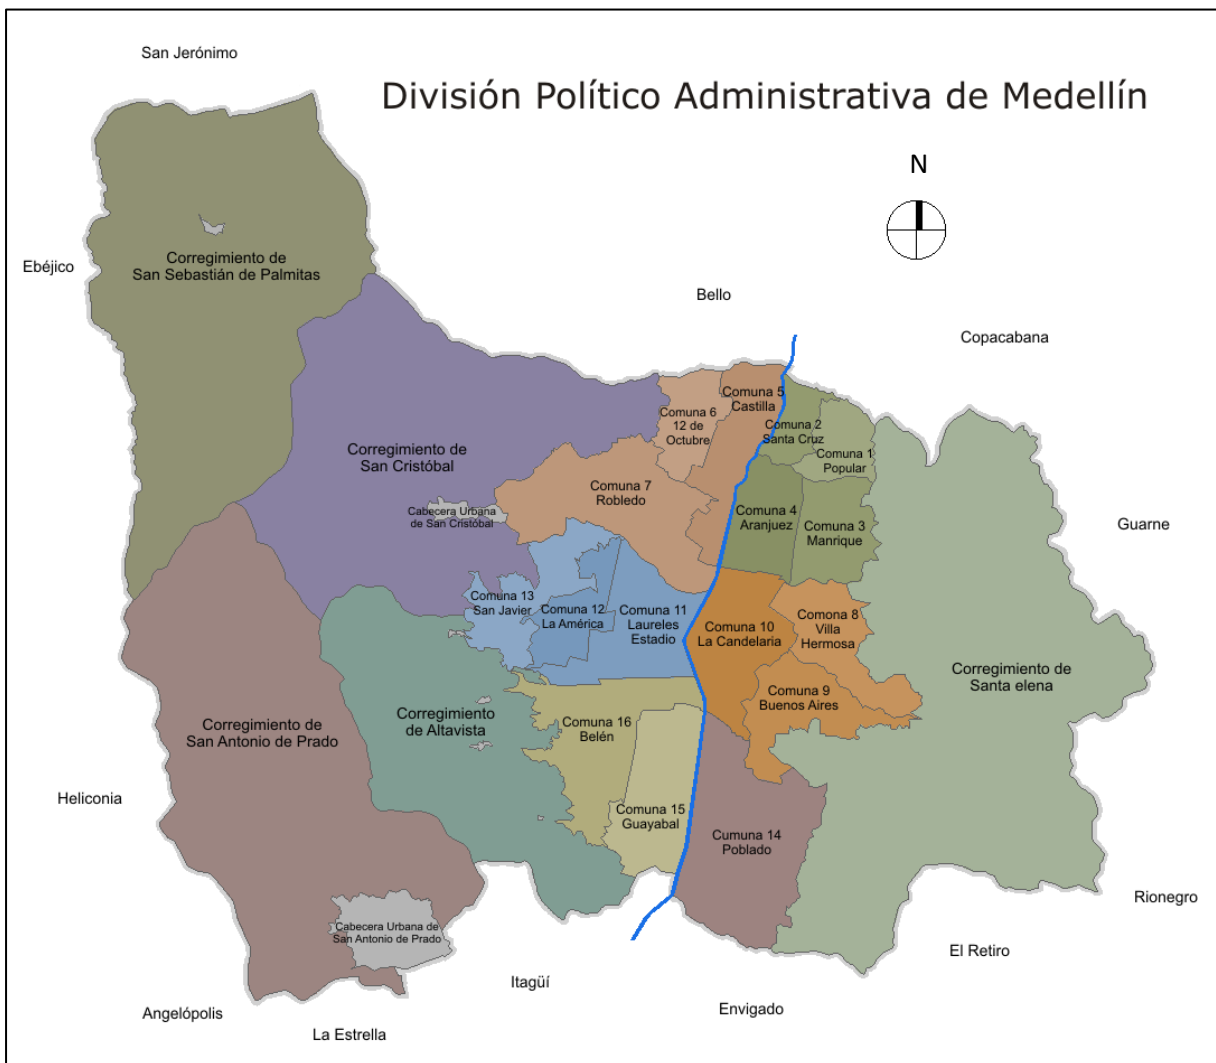 San Jerónimo
División Político Administrativa de Medellín
N
Ebéjico
Corregimiento de
San Sebastián de Palmitas
Bello
Copacabana
Comuna 5
Castilla
Comuna 6
12 de
Octubre
Comuna 2
Santa Cruz
Comuna 1
Popular
Corregimiento de
San Cristóbal
Comuna 7
Robledo
Cabecera Urbana
de San Cristóbal
Comuna 4
Aranjuez
Comuna 3
Manrique
Guarne
Comuna 13
San Javier
Comuna 12
La América
Comuna 11
Laureles
Estadio
Comuna 10
La Candelaria
Comona 8
Villa
Hermosa
Corregimiento de
Santa elena
Comuna 9
Buenos Aires
Corregimiento de
San Antonio de Prado
Corregimiento
de Altavista
Comuna 16
Belén
Heliconia
Comuna 15
Guayabal
Cumuna 14
Poblado
Rionegro
Cabecera Urbana de
San Antonio de Prado
El Retiro
Itagüí
Angelópolis
Envigado
La Estrella